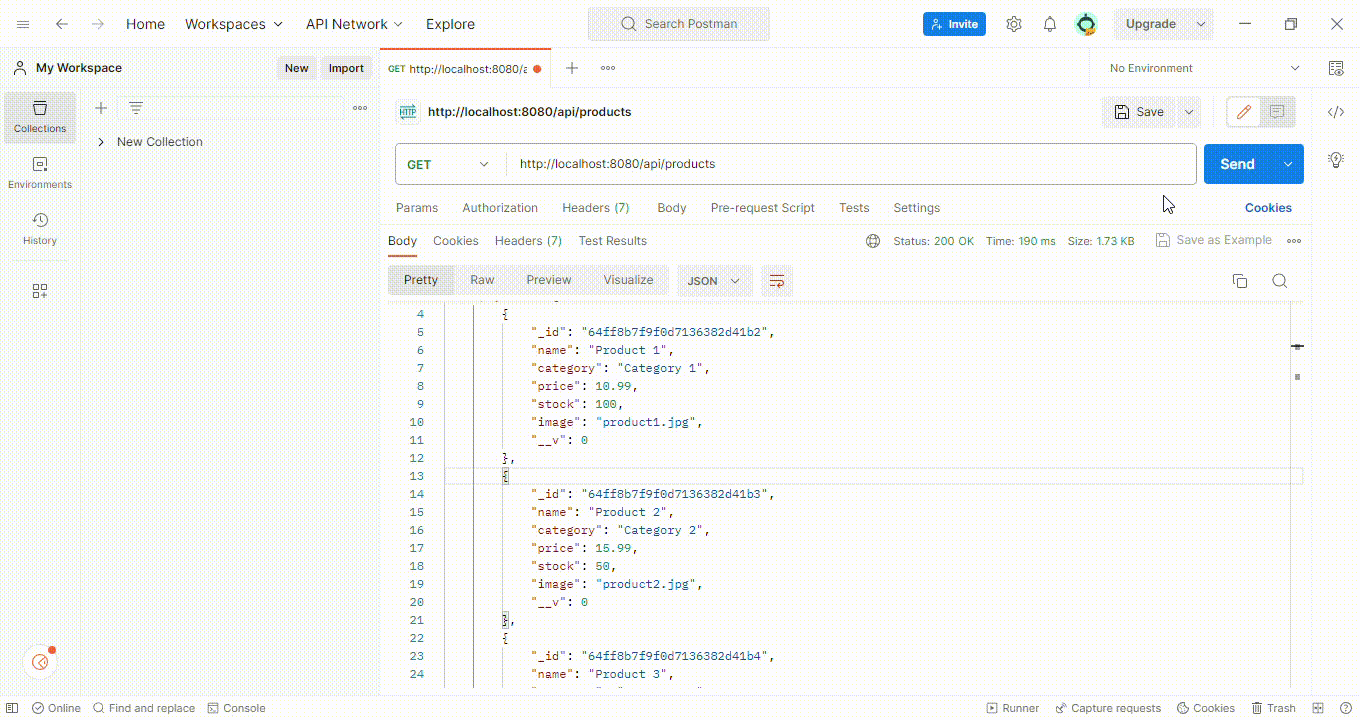 Home Workspaces API Network Explore Search Postman Invite Upgrade
My Workspace New Import GET http://localhost:8080/a No Environment
Collections
New Collection
Environments
History
HTTP http://localhost:8080/api/products Save
GET http://localhost:8080/api/products Send
Params Authorization Headers (7) Body Pre-request Script Tests Settings Cookies
Body Cookies Headers (7) Test Results Status: 200 OK Time: 190 ms Size: 1.73 KB Save as Example
Pretty Raw Preview Visualize JSON
4 {
5 "_id": "64ff8b7f9f0d7136382d41b2",
6 "name": "Product 1",
7 "category": "Category 1",
8 "price": 10.99,
9 "stock": 100,
10 "image": "product1.jpg",
11 "__v": 0
12 },
13 {
14 "_id": "64ff8b7f9f0d7136382d41b3",
15 "name": "Product 2",
16 "category": "Category 2",
17 "price": 15.99,
18 "stock": 50,
19 "image": "product2.jpg",
20 "__v": 0
21 },
22 {
23 "_id": "64ff8b7f9f0d7136382d41b4",
24 "name": "Product 3",
Online Find and replace Console Runner Capture requests Cookies Trash